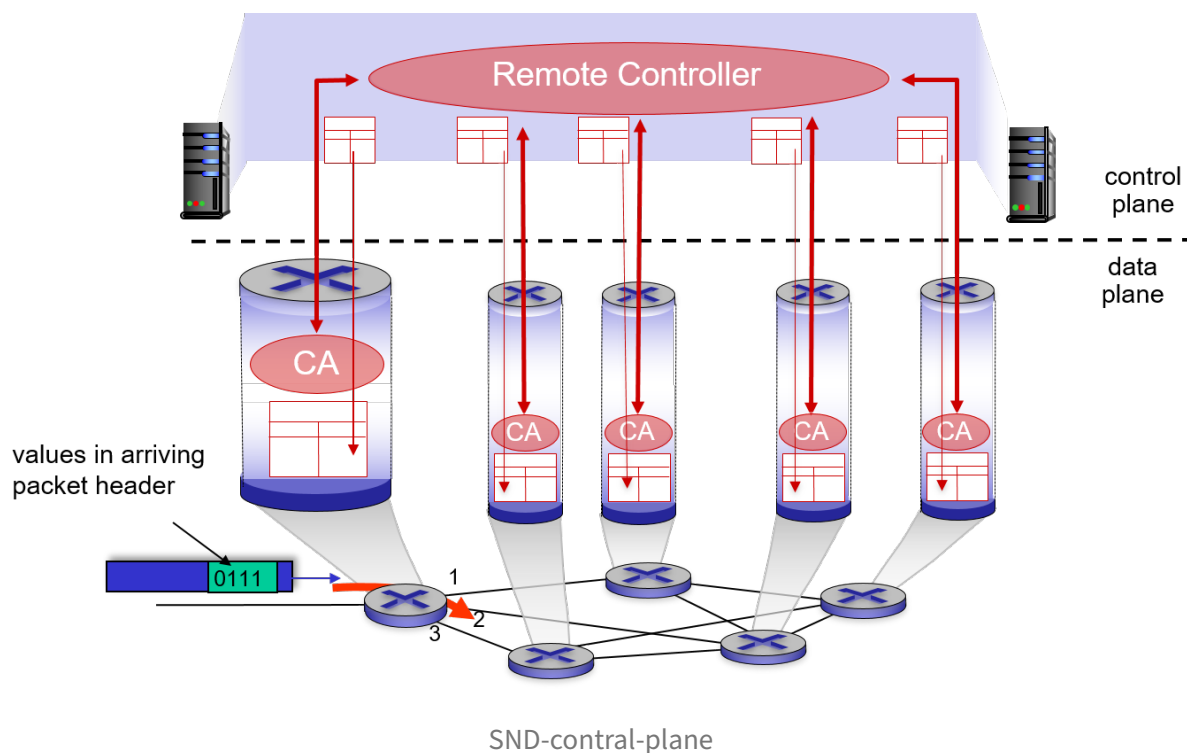 Remote Controller
control
plane
data
plane
CA
CA
CA
CA
CA
values in arriving
packet header
0111
1
2
3
SND-contral-plane